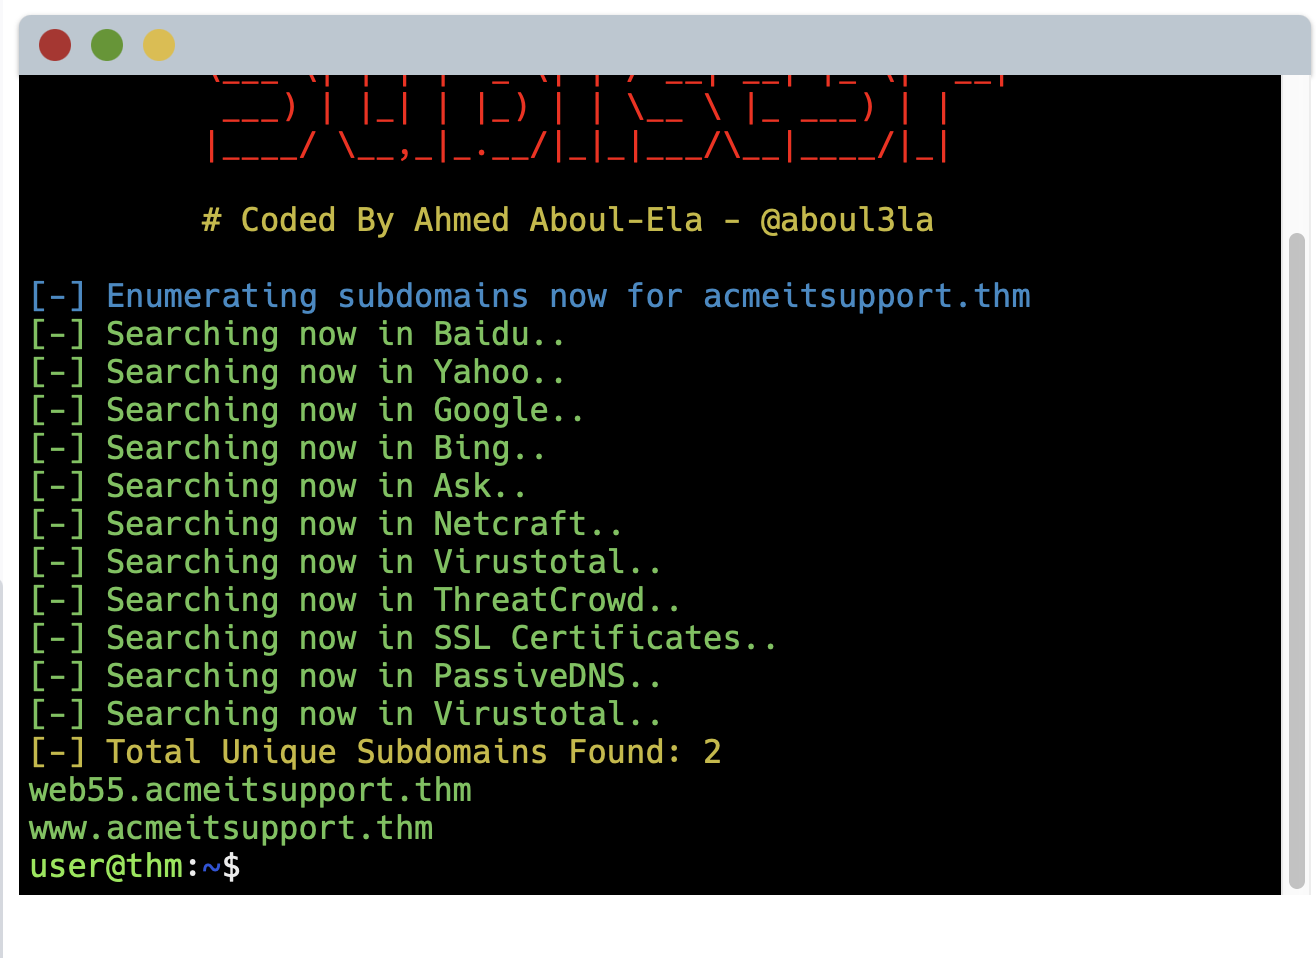 # Coded By Ahmed Aboul-Ela - @aboul3la
[-] Enumerating subdomains now for acmeitsupport.thm
[-] Searching now in Baidu..
[-] Searching now in Yahoo..
[-] Searching now in Google..
[-] Searching now in Bing..
[-] Searching now in Ask..
[-] Searching now in Netcraft..
[-] Searching now in Virustotal..
[-] Searching now in ThreatCrowd..
[-] Searching now in SSL Certificates..
[-] Searching now in PassiveDNS..
[-] Searching now in Virustotal..
[-] Total Unique Subdomains Found: 2
web55.acmeitsupport.thm
www.acmeitsupport.thm
user@thm:~$